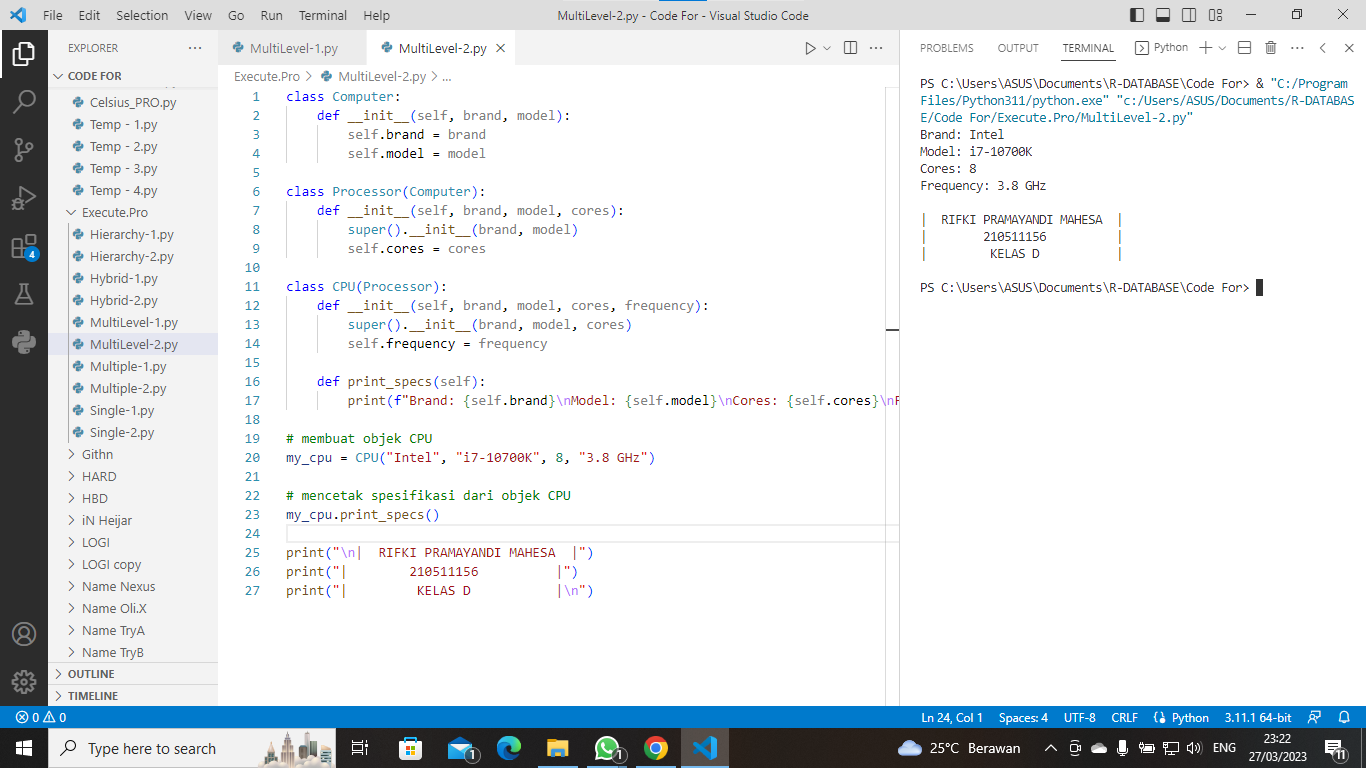 File Edit Selection View Go Run Terminal Help
MultiLevel-2.py - Code For - Visual Studio Code
EXPLORER
CODE FOR
Celsius_PRO.py
Temp - 1.py
Temp - 2.py
Temp - 3.py
Temp - 4.py
Execute.Pro
Hierarchy-1.py
Hierarchy-2.py
Hybrid-1.py
Hybrid-2.py
MultiLevel-1.py
MultiLevel-2.py
Multiple-1.py
Multiple-2.py
Single-1.py
Single-2.py
Githn
HARD
HBD
iN Heijar
LOGI
LOGI copy
Name Nexus
Name Oli.X
Name TryA
Name TryB
OUTLINE
TIMELINE
4
MultiLevel-1.py
MultiLevel-2.py
Execute.Pro > MultiLevel-2.py > ...
1 class Computer:
2     def __init__(self, brand, model):
3         self.brand = brand
4         self.model = model
5
6 class Processor(Computer):
7     def __init__(self, brand, model, cores):
8         super().__init__(brand, model)
9         self.cores = cores
10
11 class CPU(Processor):
12     def __init__(self, brand, model, cores, frequency):
13         super().__init__(brand, model, cores)
14         self.frequency = frequency
15
16     def print_specs(self):
17         print(f"Brand: {self.brand}\nModel: {self.model}\nCores: {self.cores}\nF
18
19 # membuat objek CPU
20 my_cpu = CPU("Intel", "i7-10700K", 8, "3.8 GHz")
21
22 # mencetak spesifikasi dari objek CPU
23 my_cpu.print_specs()
24
25 print("\n|  RIFKI PRAMAYANDI MAHESA  |")
26 print("|        210511156          |")
27 print("|         KELAS D           |\n")
PROBLEMS OUTPUT TERMINAL Python
PS C:\Users\ASUS\Documents\R-DATABASE\Code For> & "C:/Program
Files/Python311/python.exe" "c:/Users/ASUS/Documents/R-DATABAS
E/Code For/Execute.Pro/MultiLevel-2.py"
Brand: Intel
Model: i7-10700K
Cores: 8
Frequency: 3.8 GHz
|  RIFKI PRAMAYANDI MAHESA  |
|        210511156          |
|         KELAS D           |
PS C:\Users\ASUS\Documents\R-DATABASE\Code For>
0 0
Ln 24, Col 1 Spaces: 4 UTF-8 CRLF Python 3.11.1 64-bit
Type here to search
1
1
25°C Berawan
ENG
23:22
27/03/2023
11